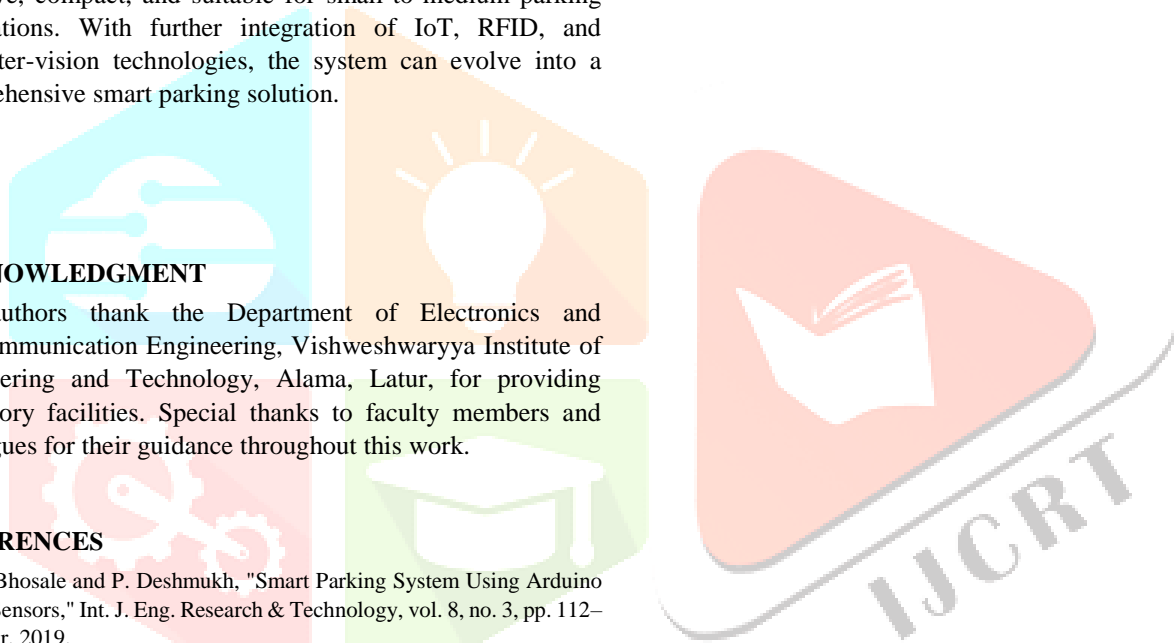 ve, compact, and suitable for small to medium parking
ations. With further integration of IoT, RFID, and
ter-vision technologies, the system can evolve into a
ehensive smart parking solution.
NOWLEDGMENT
uthors thank the Department of Electronics and
mmunication Engineering, Vishweshwaryya Institute of
ering and Technology, Alama, Latur, for providing
ory facilities. Special thanks to faculty members and
gues for their guidance throughout this work.
RENCES
Bhosale and P. Deshmukh, "Smart Parking System Using Arduino
ensors," Int. J. Eng. Research & Technology, vol. 8, no. 3, pp. 112–
r. 2019
IJCRT